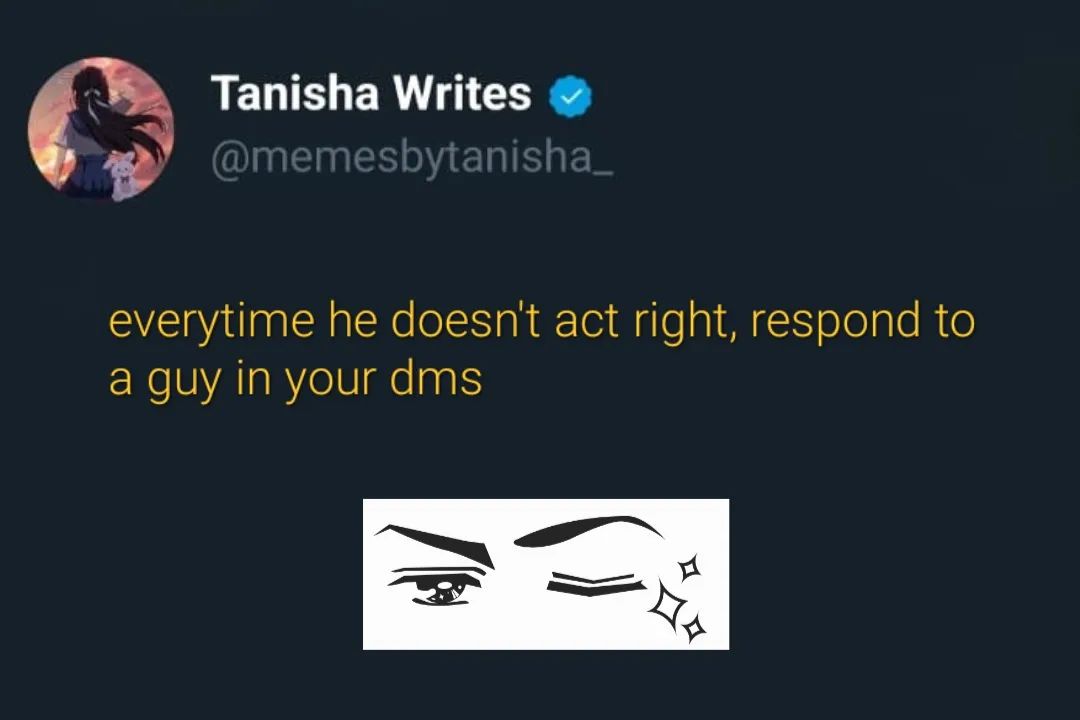 Tanisha Writes
@memesbytanisha_
everytime he doesn't act right, respond to
a guy in your dms